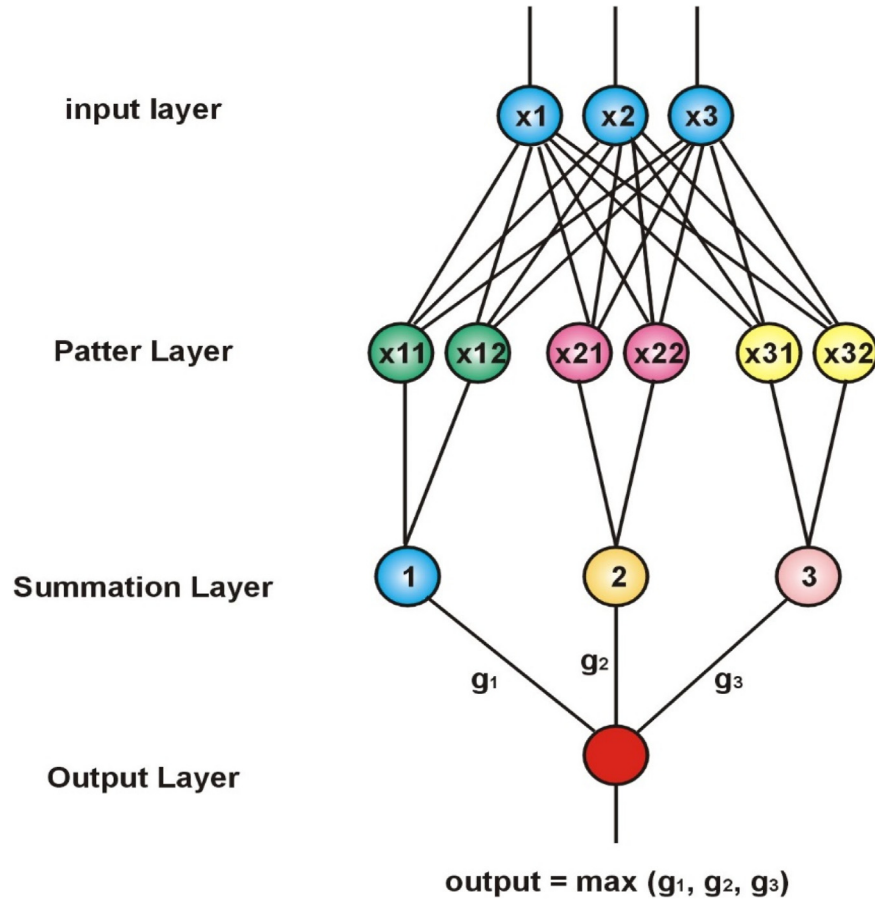 input layer
x1 x2 x3
Patter Layer
x11 x12 x21 x22 x31 x32
Summation Layer
1 2 3
g₁ g₂ g₃
Output Layer
output = max (g₁, g₂, g₃)